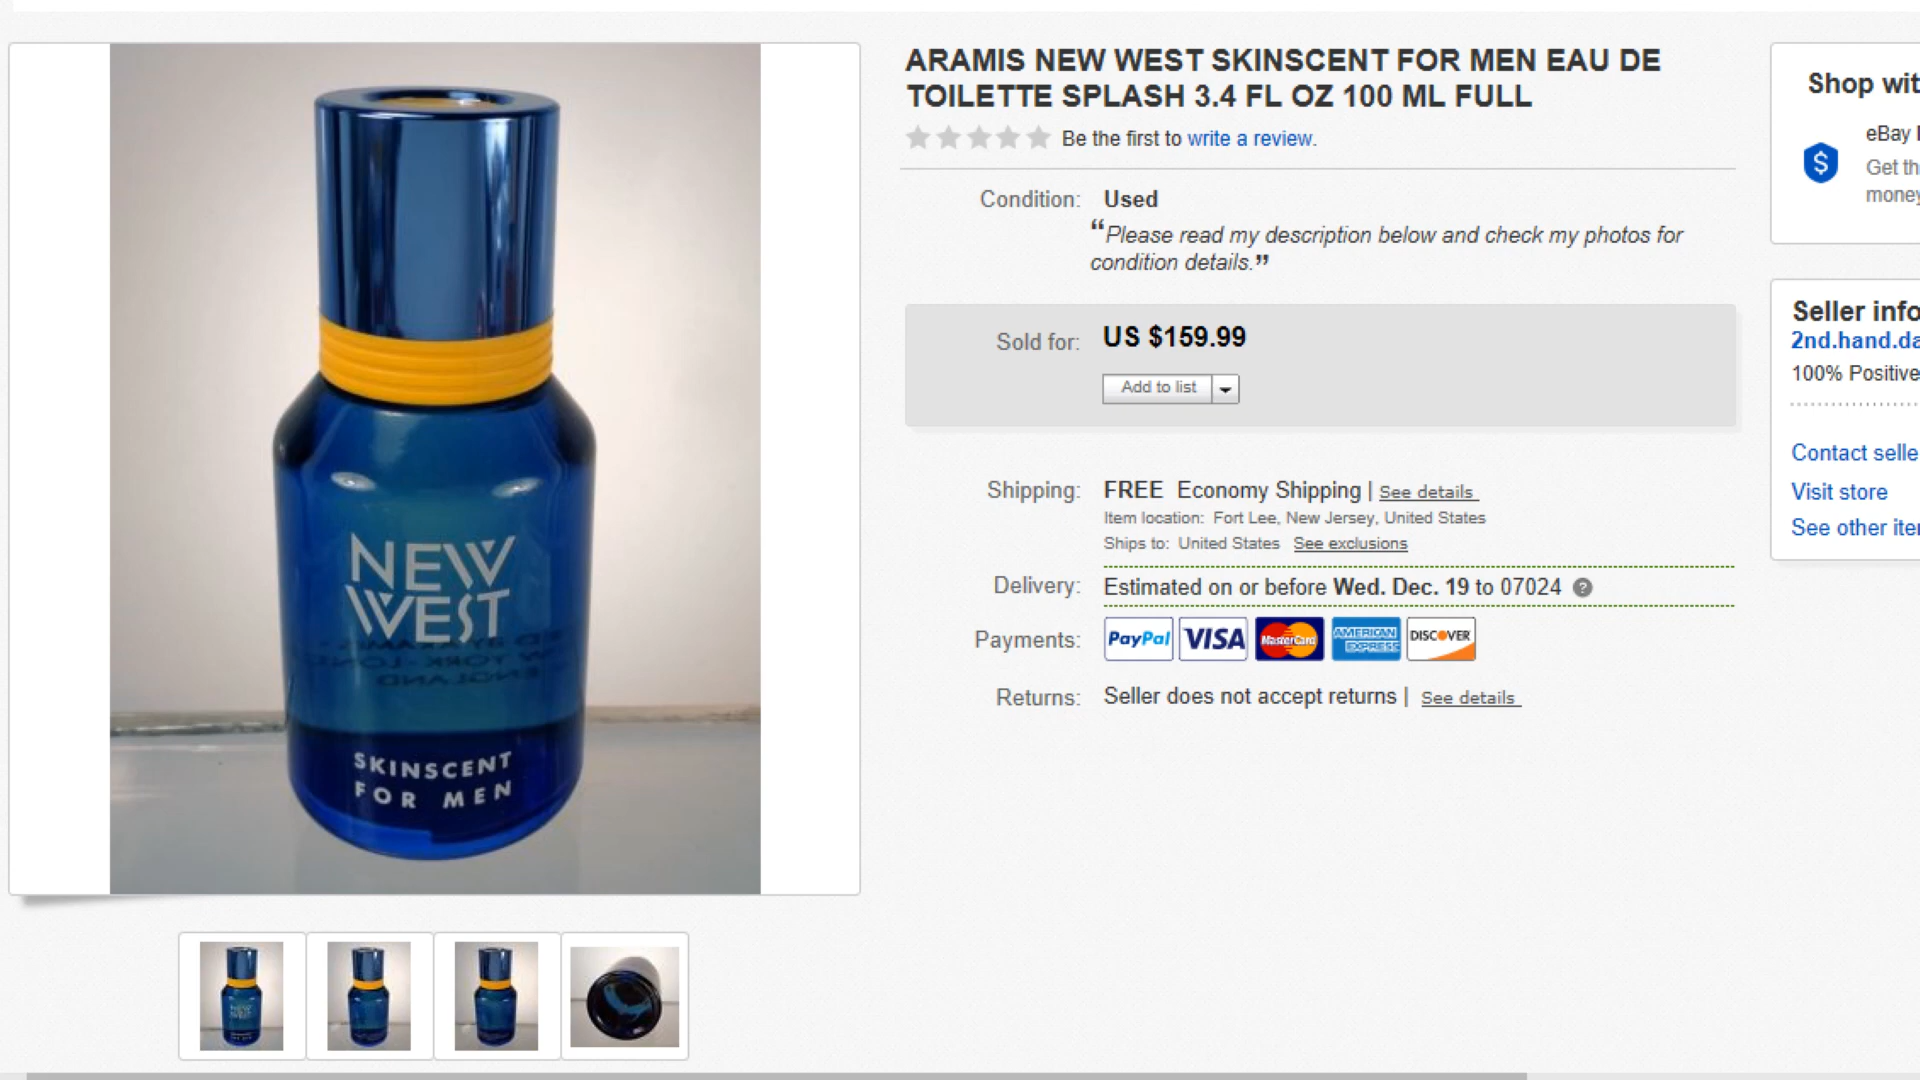 NEW
WEST
SKINSCENT
FOR MEN
ARAMIS NEW WEST SKINSCENT FOR MEN EAU DE
TOILETTE SPLASH 3.4 FL OZ 100 ML FULL
Be the first to write a review.
Condition: Used
“Please read my description below and check my photos for
condition details.”
Sold for: US $159.99
Add to list
Shipping: FREE Economy Shipping | See details
Item location: Fort Lee, New Jersey, United States
Ships to: United States See exclusions
Delivery: Estimated on or before Wed. Dec. 19 to 07024 ?
Payments: PayPal VISA MasterCard AMERICAN EXPRESS DISCOVER
Returns: Seller does not accept returns | See details
Shop wit
$
eBay
Get th
money
Seller info
2nd.hand.da
100% Positive
Contact selle
Visit store
See other iter